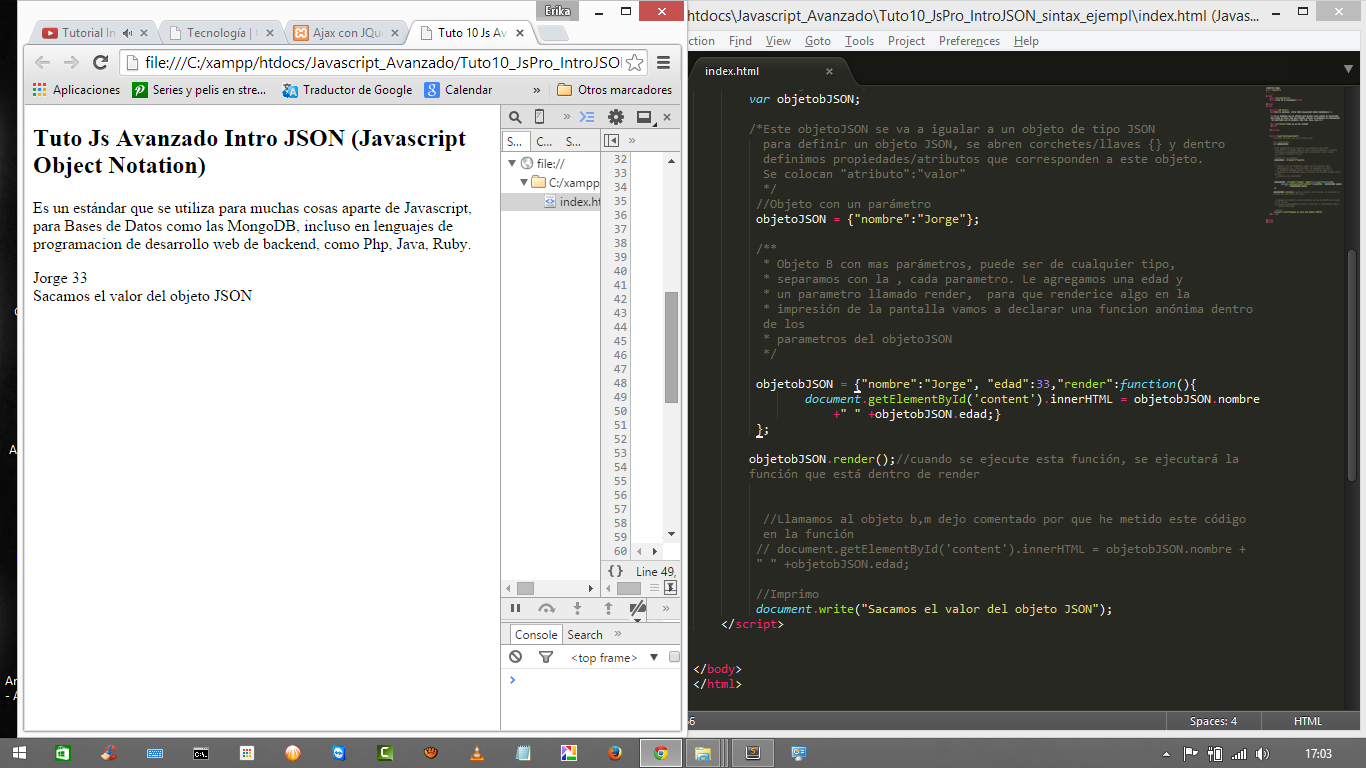 Erika
Tutorial In
Tecnología |
Ajax con JQue
Tuto 10 Js Av
file:///C:/xampp/htdocs/Javascript_Avanzado/Tuto10_JsPro_IntroJSO
Aplicaciones
Series y pelis en stre...
Traductor de Google
Calendar
»
Otros marcadores
Tuto Js Avanzado Intro JSON (Javascript
Object Notation)
Es un estándar que se utiliza para muchas cosas aparte de Javascript,
para Bases de Datos como las MongoDB, incluso en lenguajes de
programacion de desarrollo web de backend, como Php, Java, Ruby.
Jorge 33
Sacamos el valor del objeto JSON
S... C... S...
file://
C:/xampp
index.ht
32
33
34
35
36
37
38
39
40
41
42
43
44
45
46
47
48
49
50
51
52
53
54
55
56
57
58
59
60
{} Line 49,
Console Search »
<top frame>
htdocs\Javascript_Avanzado\Tuto10_JsPro_IntroJSON_sintax_ejempl\index.html (Javas...
ction Find View Goto Tools Project Preferences Help
index.html
var objetobJSON;
/*Este objetoJSON se va a igualar a un objeto de tipo JSON
para definir un objeto JSON, se abren corchetes/llaves {} y dentro
definimos propiedades/atributos que corresponden a este objeto.
Se colocan "atributo":"valor"
*/
//Objeto con un parámetro
objetoJSON = {"nombre":"Jorge"};
/**
* Objeto B con mas parámetros, puede ser de cualquier tipo,
* separamos con la , cada parametro. Le agregamos una edad y
* un parametro llamado render,  para que renderice algo en la
* impresión de la pantalla vamos a declarar una funcion anónima dentro
de los
* parametros del objetoJSON
*/
objetobJSON = {"nombre":"Jorge", "edad":33,"render":function(){
document.getElementById('content').innerHTML = objetobJSON.nombre
+" " +objetobJSON.edad;}
};
objetobJSON.render();//cuando se ejecute esta función, se ejecutará la
función que está dentro de render
//Llamamos al objeto b,m dejo comentado por que he metido este código
en la función
// document.getElementById('content').innerHTML = objetobJSON.nombre +
" " +objetobJSON.edad;
//Imprimo
document.write("Sacamos el valor del objeto JSON");
</script>
</body>
</html>
Spaces: 4
HTML
A
Ar
- A
17:03